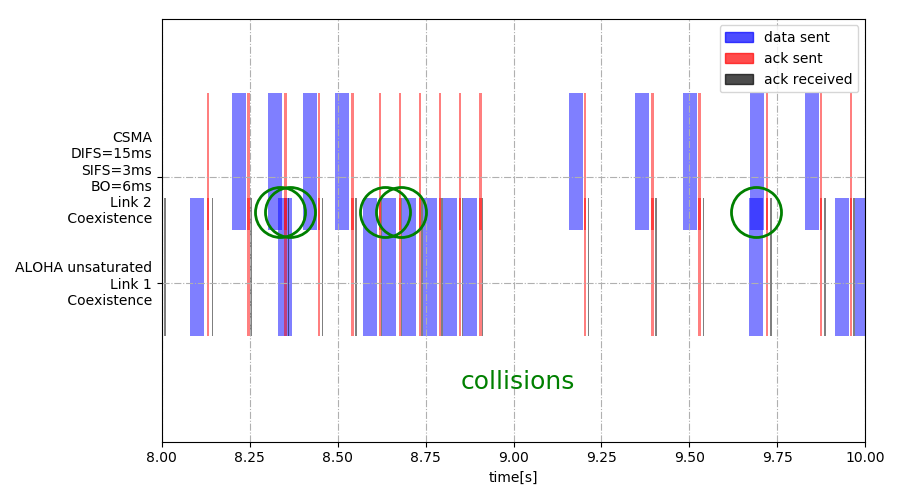 data sent
ack sent
ack received
CSMA
DIFS=15ms
SIFS=3ms
BO=6ms
Link 2
Coexistence
ALOHA unsaturated
Link 1
Coexistence
collisions
8.00 8.25 8.50 8.75 9.00 9.25 9.50 9.75 10.00
time[s]